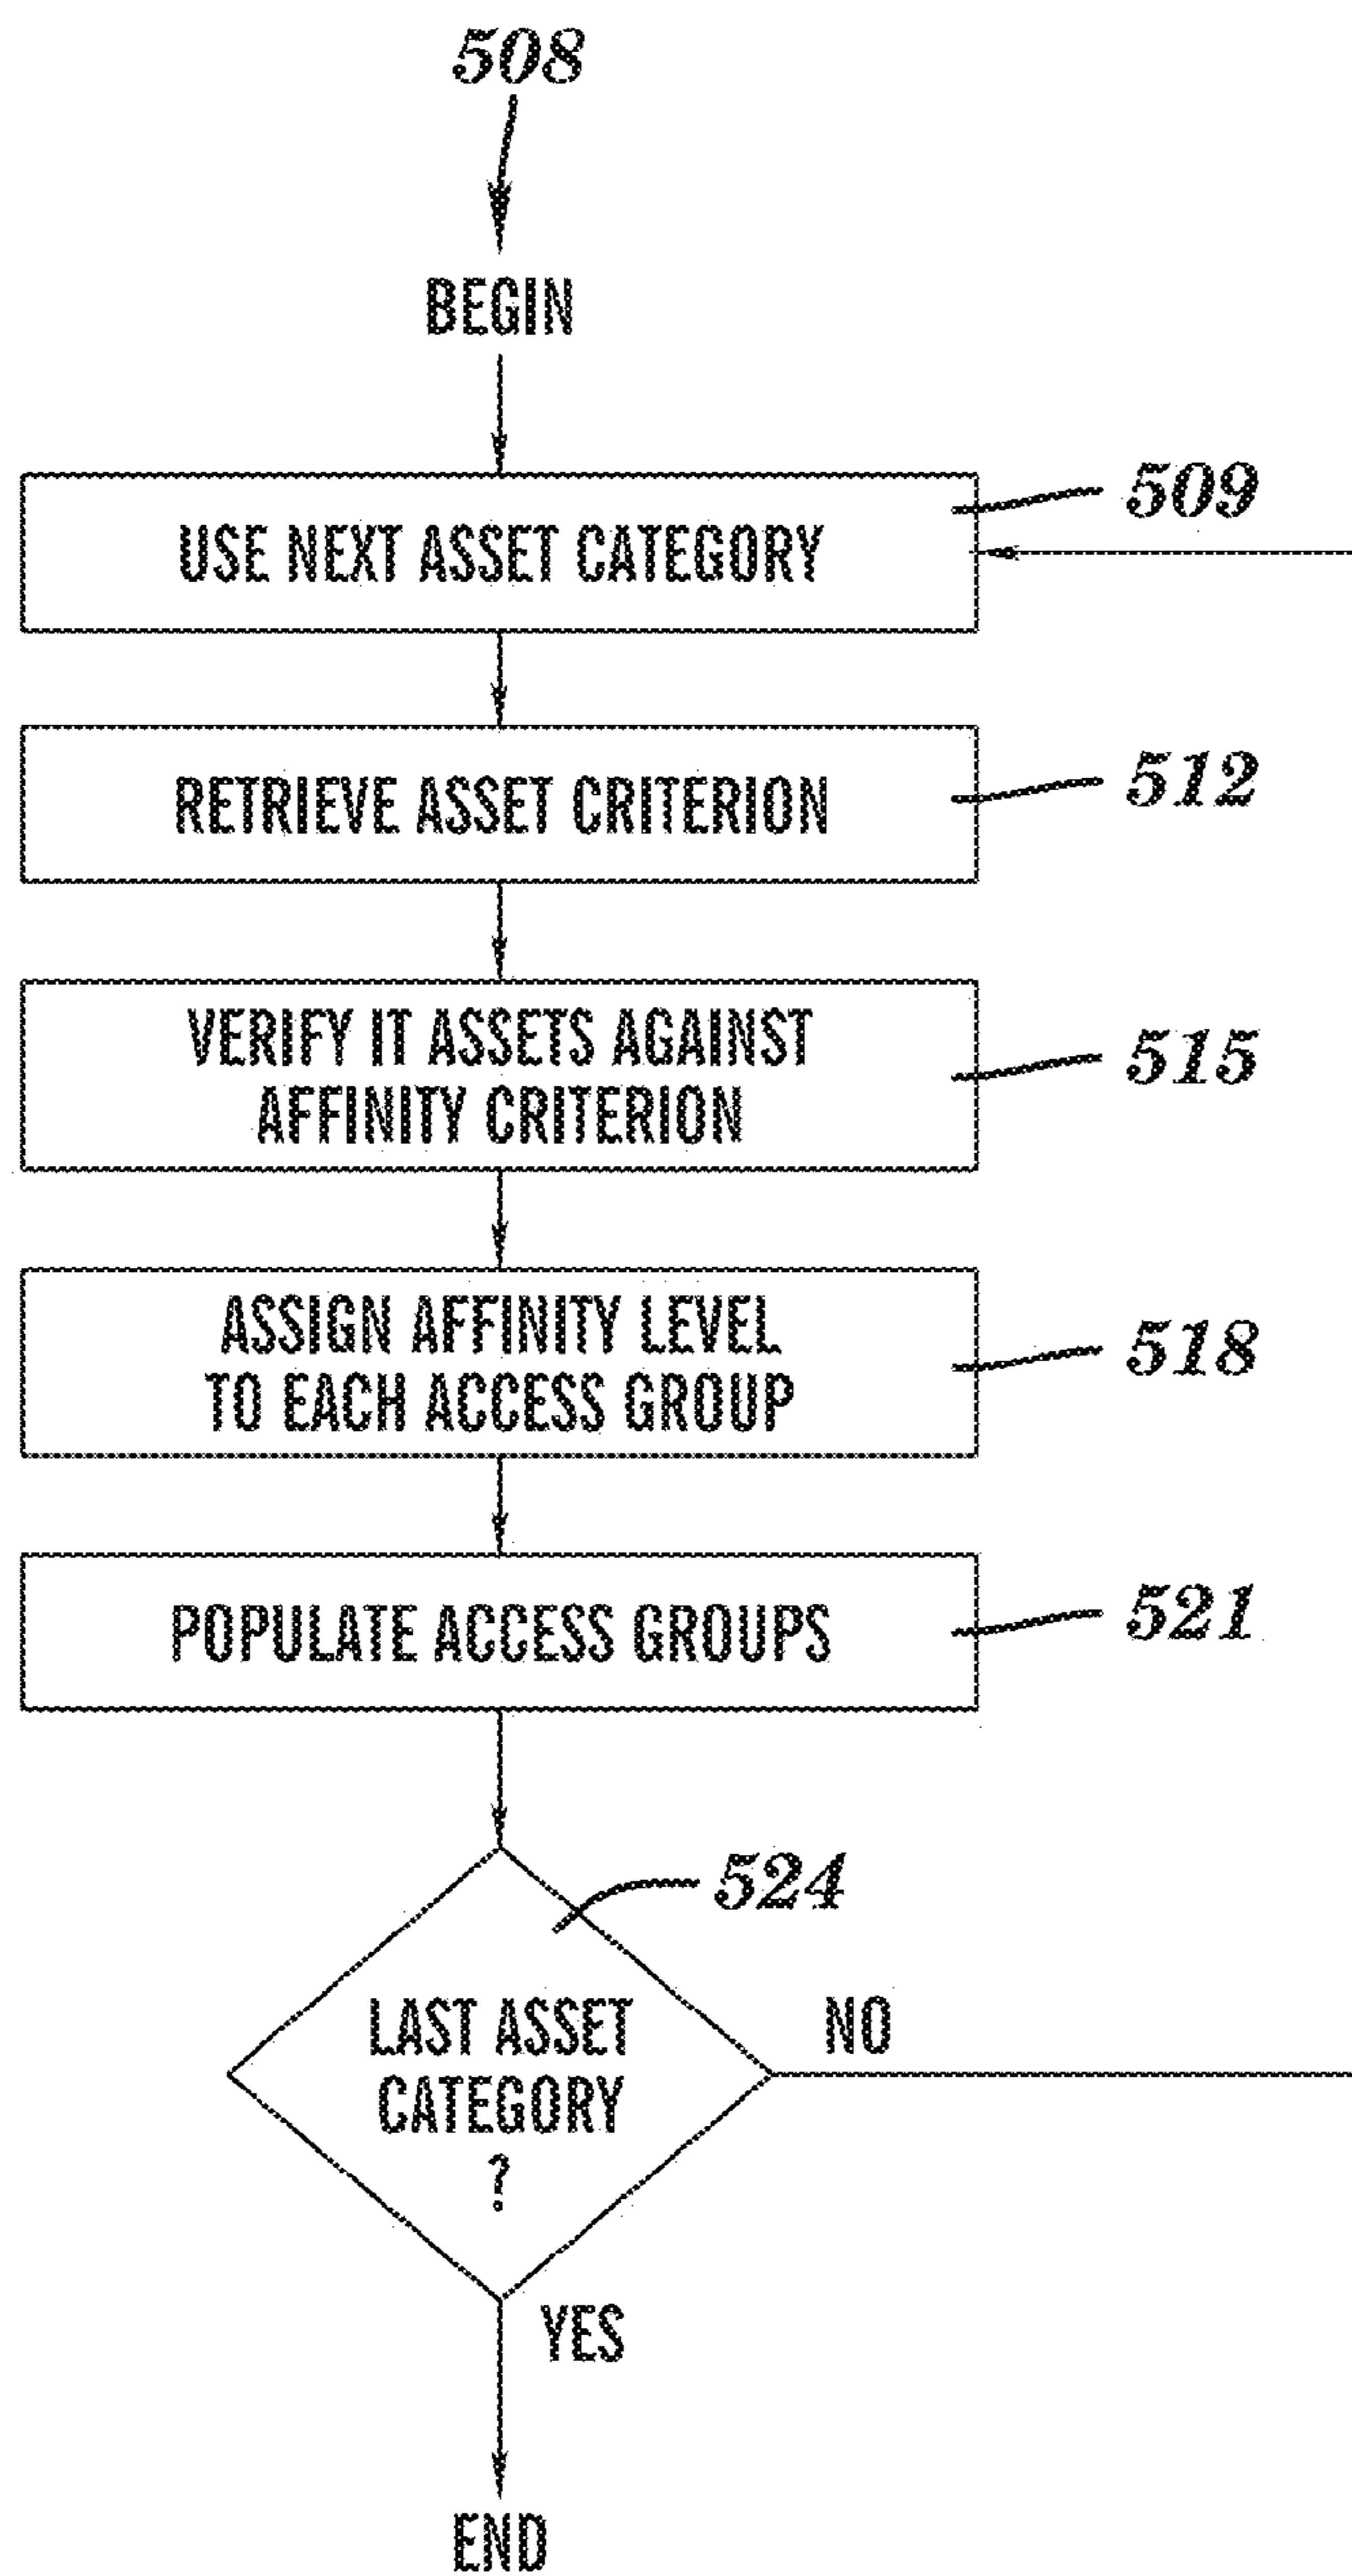 508
BEGIN
USE NEXT ASSET CATEGORY
509
RETRIEVE ASSET CRITERION
512
VERIFY IT ASSETS AGAINST
AFFINITY CRITERION
515
ASSIGN AFFINITY LEVEL
TO EACH ACCESS GROUP
518
POPULATE ACCESS GROUPS
521
524
LAST ASSET
CATEGORY
?
NO
YES
END